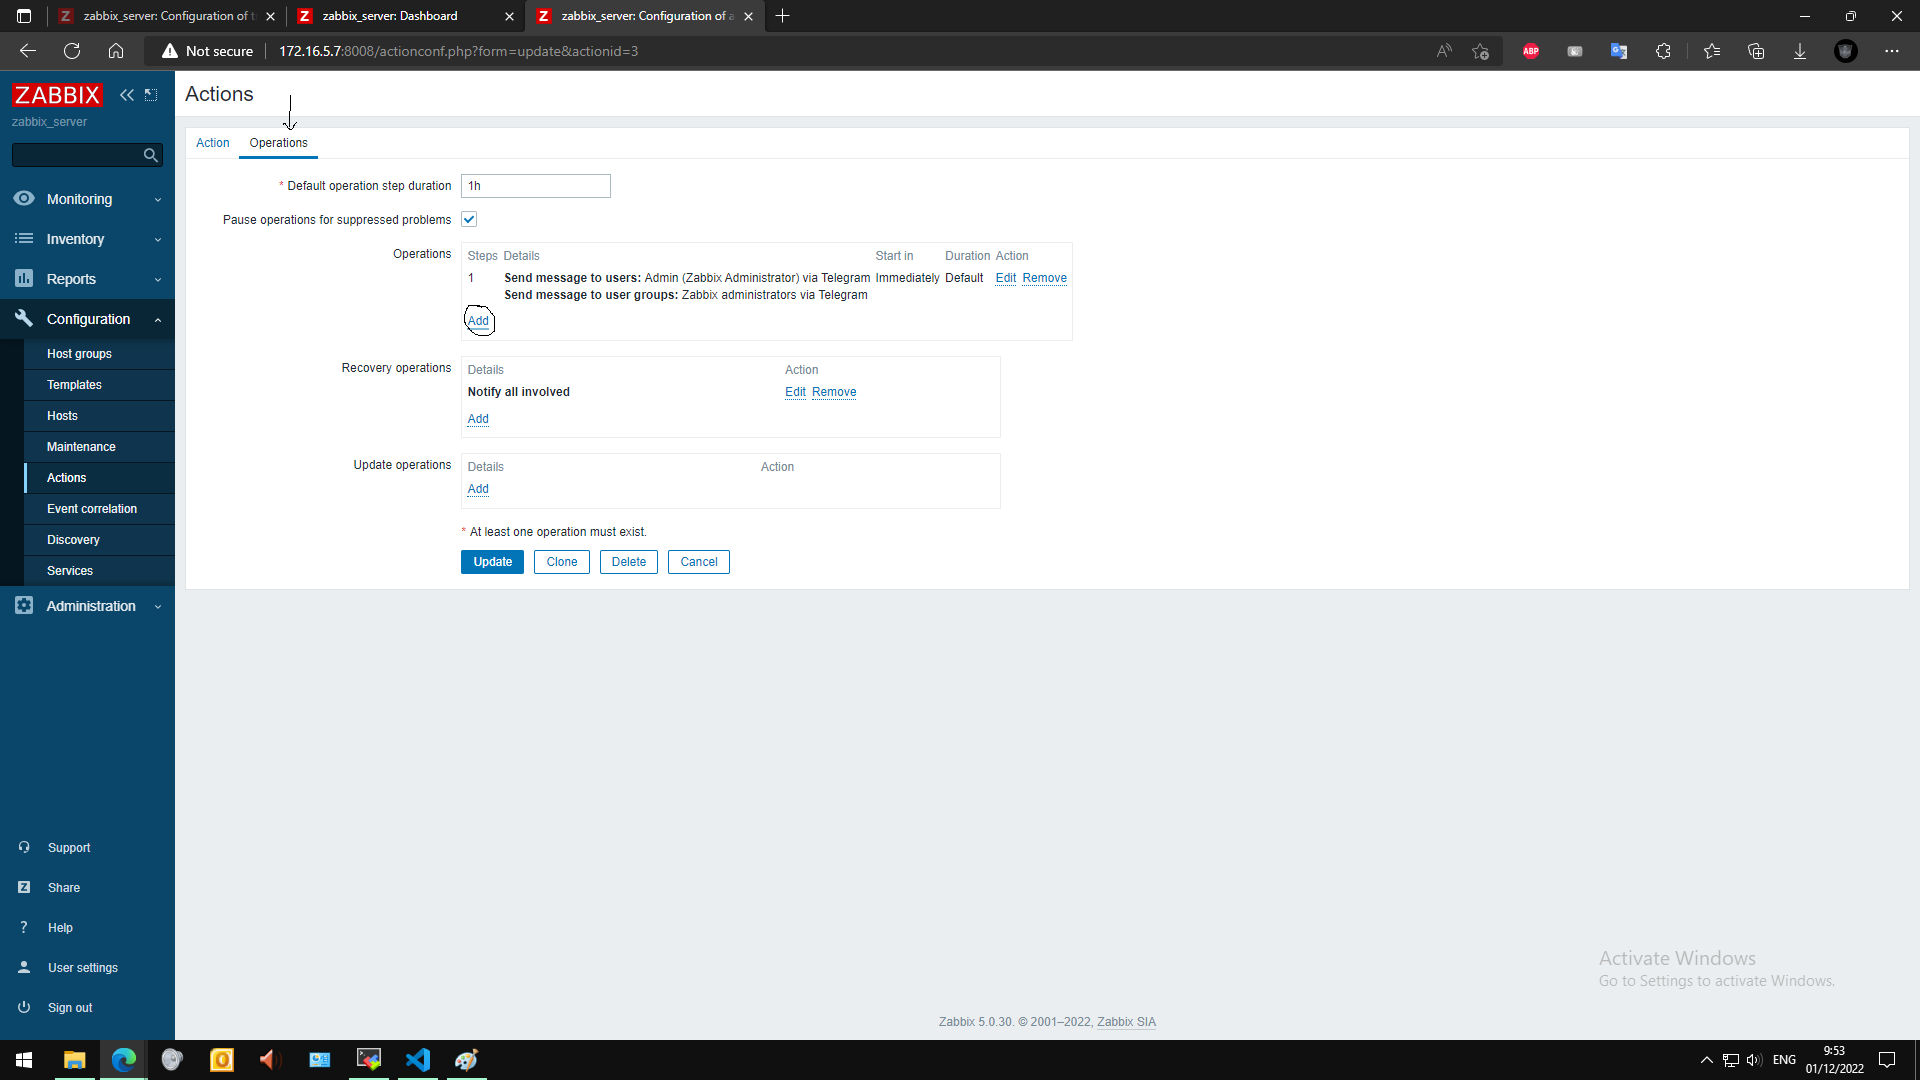 zabbix_server: Configuration of t
zabbix_server: Dashboard
zabbix_server: Configuration of a
Not secure
172.16.5.7:8008/actionconf.php?form=update&actionid=3
ABP
ZABBIX
zabbix_server
Monitoring
Inventory
Reports
Configuration
Host groups
Templates
Hosts
Maintenance
Actions
Event correlation
Discovery
Services
Administration
Support
Share
Help
User settings
Sign out
Actions
Action Operations
* Default operation step duration 1h
Pause operations for suppressed problems
Operations
Steps Details Start in Duration Action
1 Send message to users: Admin (Zabbix Administrator) via Telegram Immediately Default Edit Remove
Send message to user groups: Zabbix administrators via Telegram
Add
Recovery operations
Details Action
Notify all involved Edit Remove
Add
Update operations
Details Action
Add
* At least one operation must exist.
Update Clone Delete Cancel
Activate Windows
Go to Settings to activate Windows.
Zabbix 5.0.30. © 2001–2022, Zabbix SIA
ENG
9:53
01/12/2022